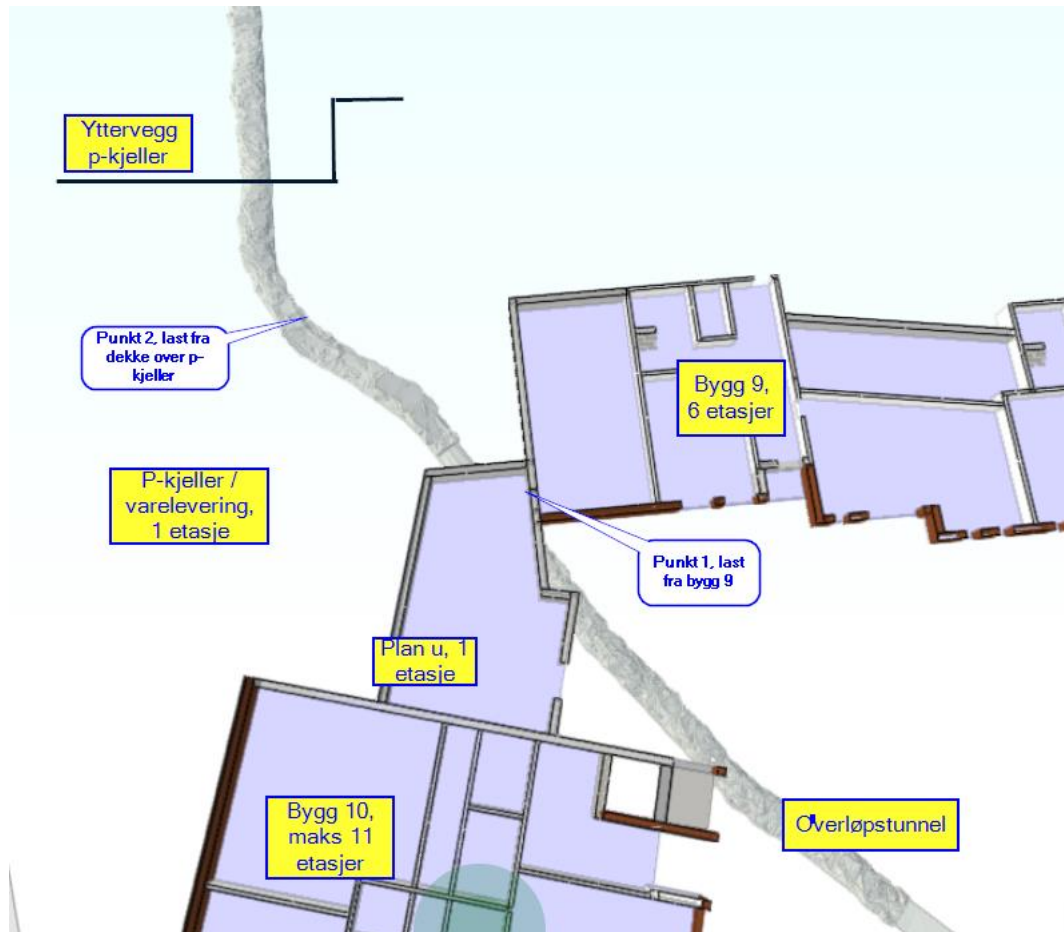 Yttervegg
p-kjeller
Punkt 2, last fra
dekke over p-
kjeller
Bygg 9,
6 etasjer
P-kjeller /
varelevering,
1 etasje
Punkt 1, last
fra bygg 9
Plan u, 1
etasje
Bygg 10,
maks 11
etasjer
Overløpstunnel